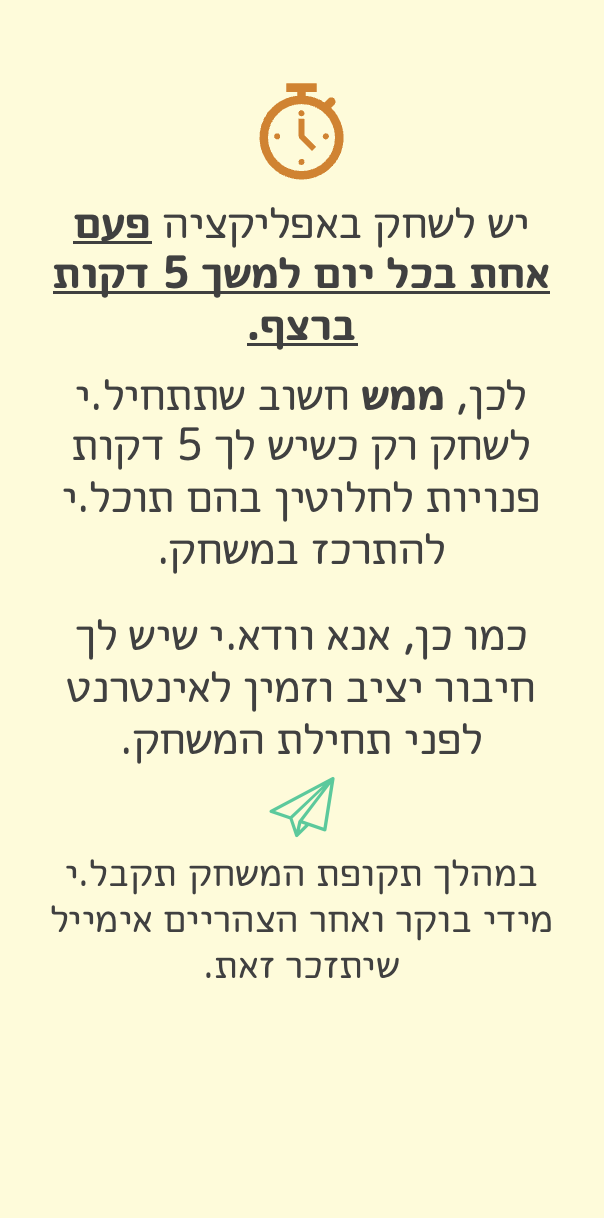 יש לשחק באפליקציה פעם
אחת בכל יום למשך 5 דקות
ברצף.
לכן, ממש חשוב שתתחיל.י
לשחק רק כשיש לך 5 דקות
פנויות לחלוטין בהם תוכל.י
להתרכז במשחק.
כמו כן, אנא וודא.י שיש לך
חיבור יציב וזמין לאינטרנט
לפני תחילת המשחק.
במהלך תקופת המשחק תקבל.י
מידי בוקר ואחר הצהריים אימייל
שיתזכר זאת.